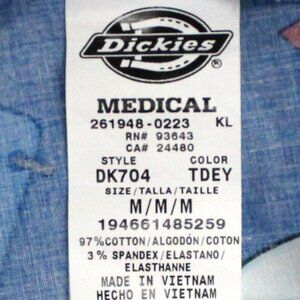 Dickies
MEDICAL
261948-0223 KL
RN# 93643
CA# 24480
STYLE COLOR
DK704 TDEY
SIZE/TALLA/TAILLE
M/M/M
194661485259
97%COTTON/ALGODÓN/COTON
3% SPANDEX/ELASTANO/
ELASTHANNE
MADE IN VIETNAM
HECHO EN VIETNAM